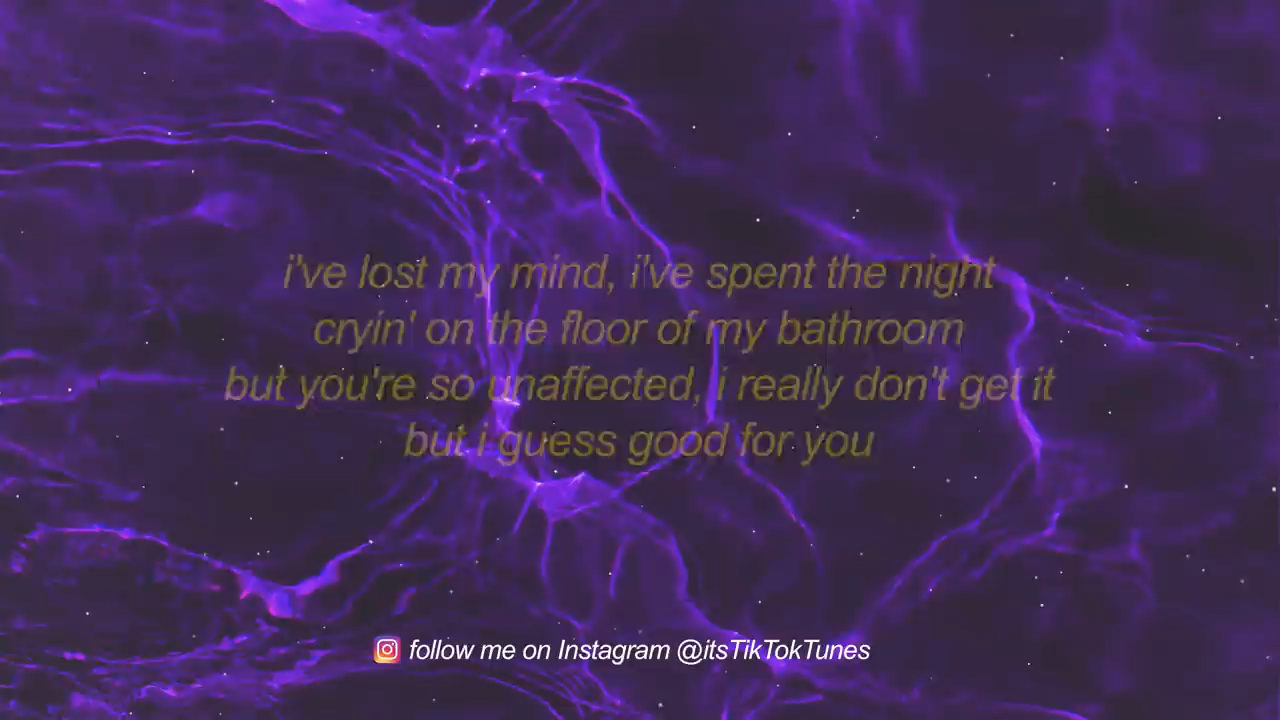 i've lost my mind, i've spent the night
cryin' on the floor of my bathroom
but you're so unaffected, i really don't get it
but i guess good for you
follow me on Instagram @itsTikTokTunes